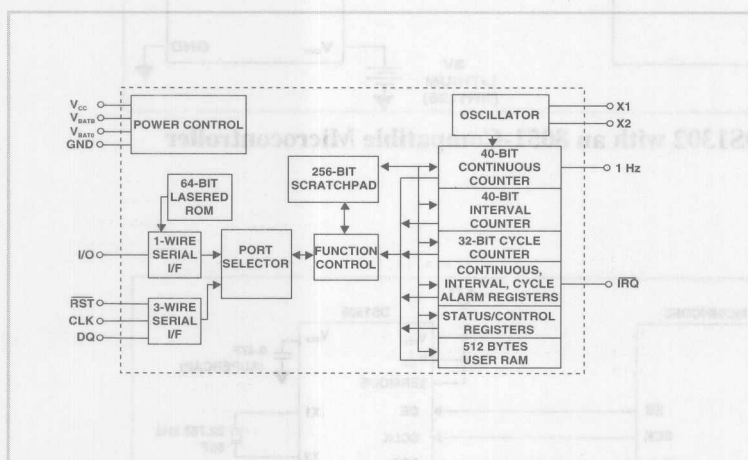 DS1302 with an 8051-Compatible Microcontroller
VCC
VBATB
VBATO
GND
POWER CONTROL
OSCILLATOR
X1
X2
40-BIT
CONTINUOUS
COUNTER
1 Hz
256-BIT
SCRATCHPAD
64-BIT
LASERED
ROM
40-BIT
INTERVAL
COUNTER
I/O
1-WIRE
SERIAL
I/F
PORT
SELECTOR
FUNCTION
CONTROL
32-BIT CYCLE
COUNTER
CONTINUOUS,
INTERVAL, CYCLE
ALARM REGISTERS
IRQ
RST
CLK
DQ
3-WIRE
SERIAL
I/F
STATUS/CONTROL
REGISTERS
512 BYTES
USER RAM